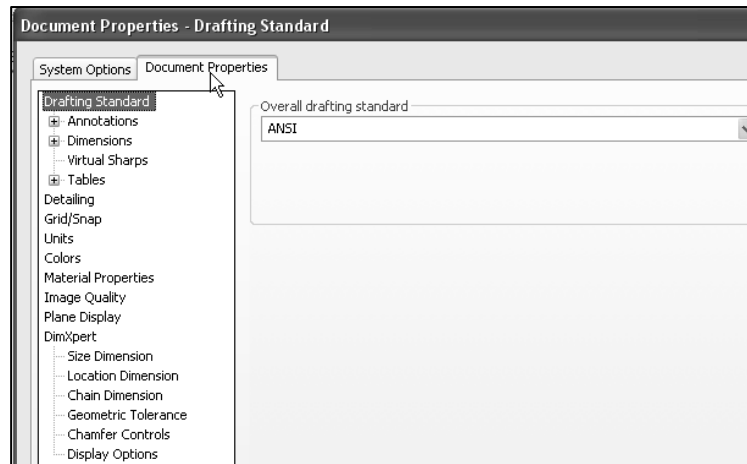 Document Properties - Drafting Standard
System Options
Document Properties
Drafting Standard
Annotations
Dimensions
Virtual Sharps
Tables
Detailing
Grid/Snap
Units
Colors
Material Properties
Image Quality
Plane Display
DimXpert
Size Dimension
Location Dimension
Chain Dimension
Geometric Tolerance
Chamfer Controls
Display Options
Overall drafting standard
ANSI